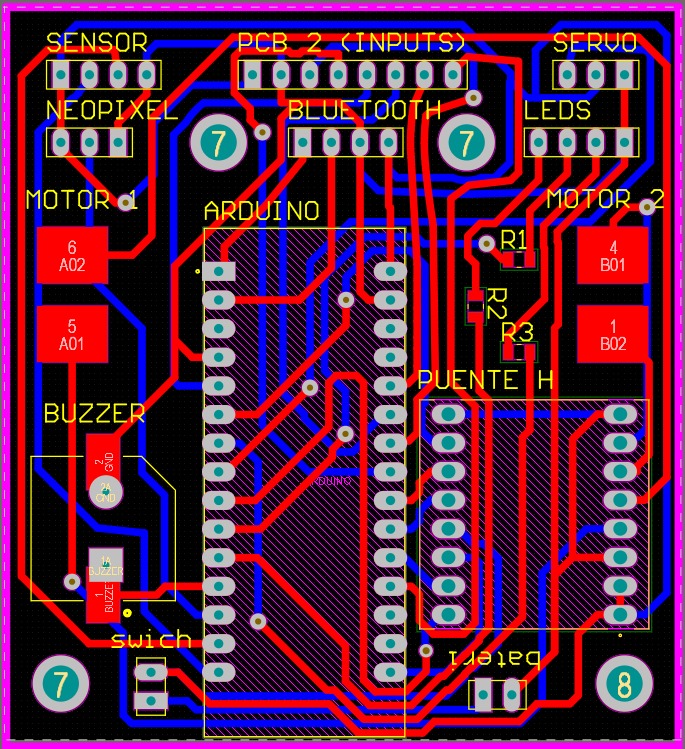 SENSOR
PCB 2 (INPUTS)
SERVO
NEOPIXEL
BLUETOOTH
LEDS
7
7
MOTOR 1
MOTOR 2
ARDUINO
R1
6
A02
4
B01
R2
5
A01
1
B02
R3
PUENTE H
BUZZER
2
GND
2A
GND
ARDUINO
1A
BUZZER
1
BUZZER
swich
bateri
7
8